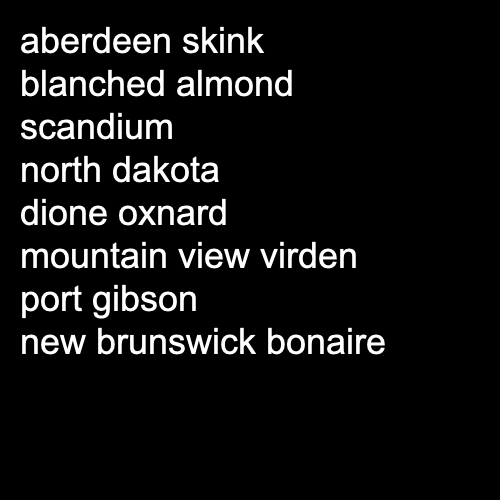 aberdeen skink
blanched almond
scandium
north dakota
dione oxnard
mountain view virden
port gibson
new brunswick bonaire